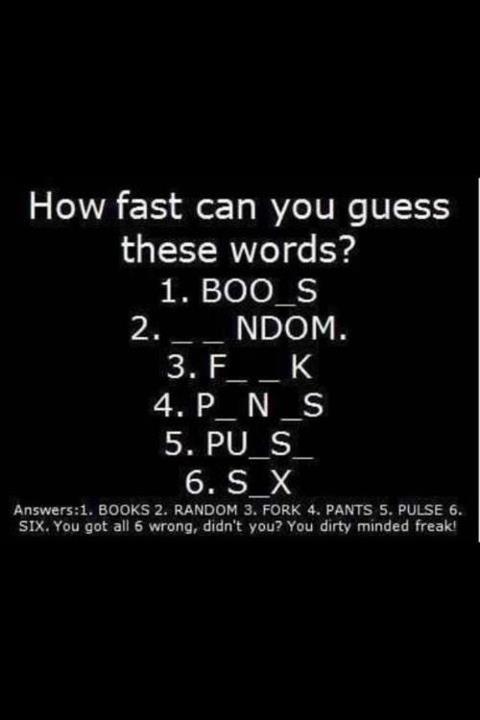 How fast can you guess
these words?
1. BOO_S
2. _ _ NDOM.
3. F_ _ K
4. P_ N _S
5. PU_S_
6. S_X
Answers:1. BOOKS 2. RANDOM 3. FORK 4. PANTS 5. PULSE 6.
SIX. You got all 6 wrong, didn't you? You dirty minded freak!